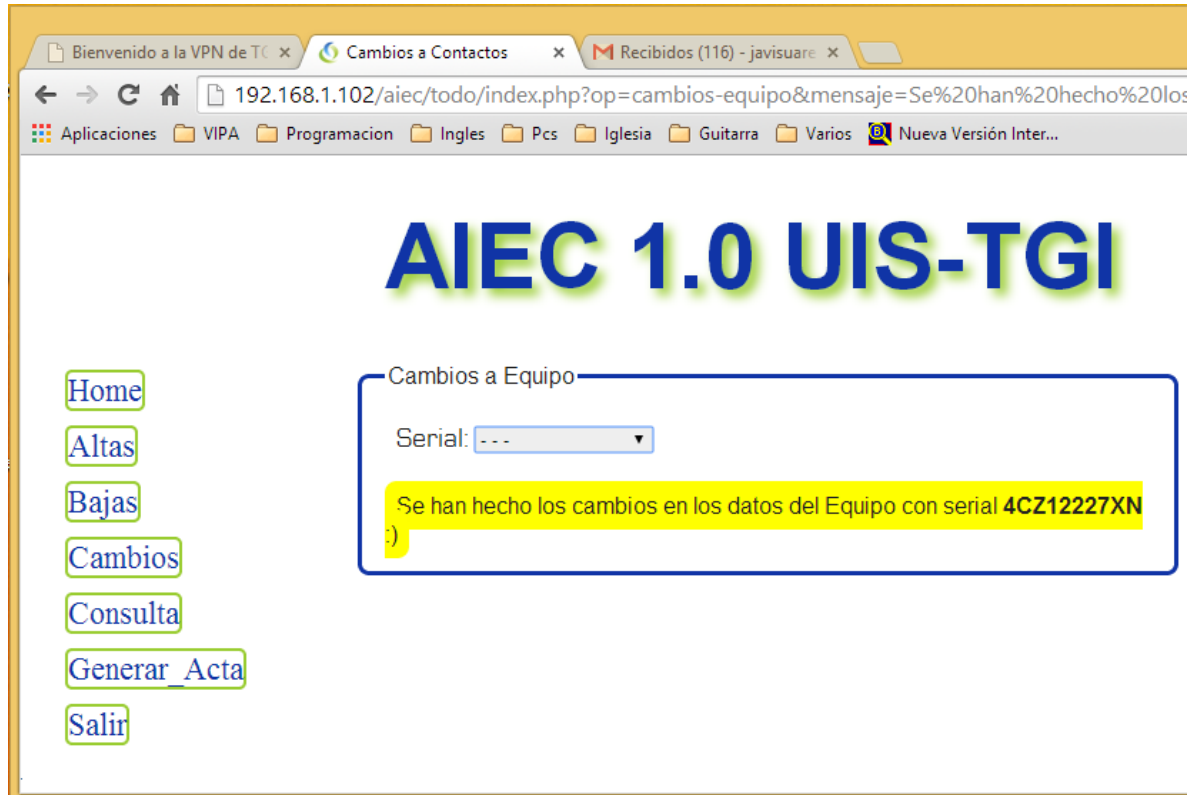 Bienvenido a la VPN de TG
Cambios a Contactos
Recibidos (116) - javisuare
192.168.1.102/aiec/todo/index.php?op=cambios-equipo&mensaje=Se%20han%20hecho%20los
Aplicaciones VIPA Programacion Ingles Pcs Iglesia Guitarra Varios Nueva Versión Inter...
AIEC 1.0 UIS-TGI
Home
Altas
Bajas
Cambios
Consulta
Generar_Acta
Salir
Cambios a Equipo
Serial: ---
Se han hecho los cambios en los datos del Equipo con serial 4CZ12227XN
:)